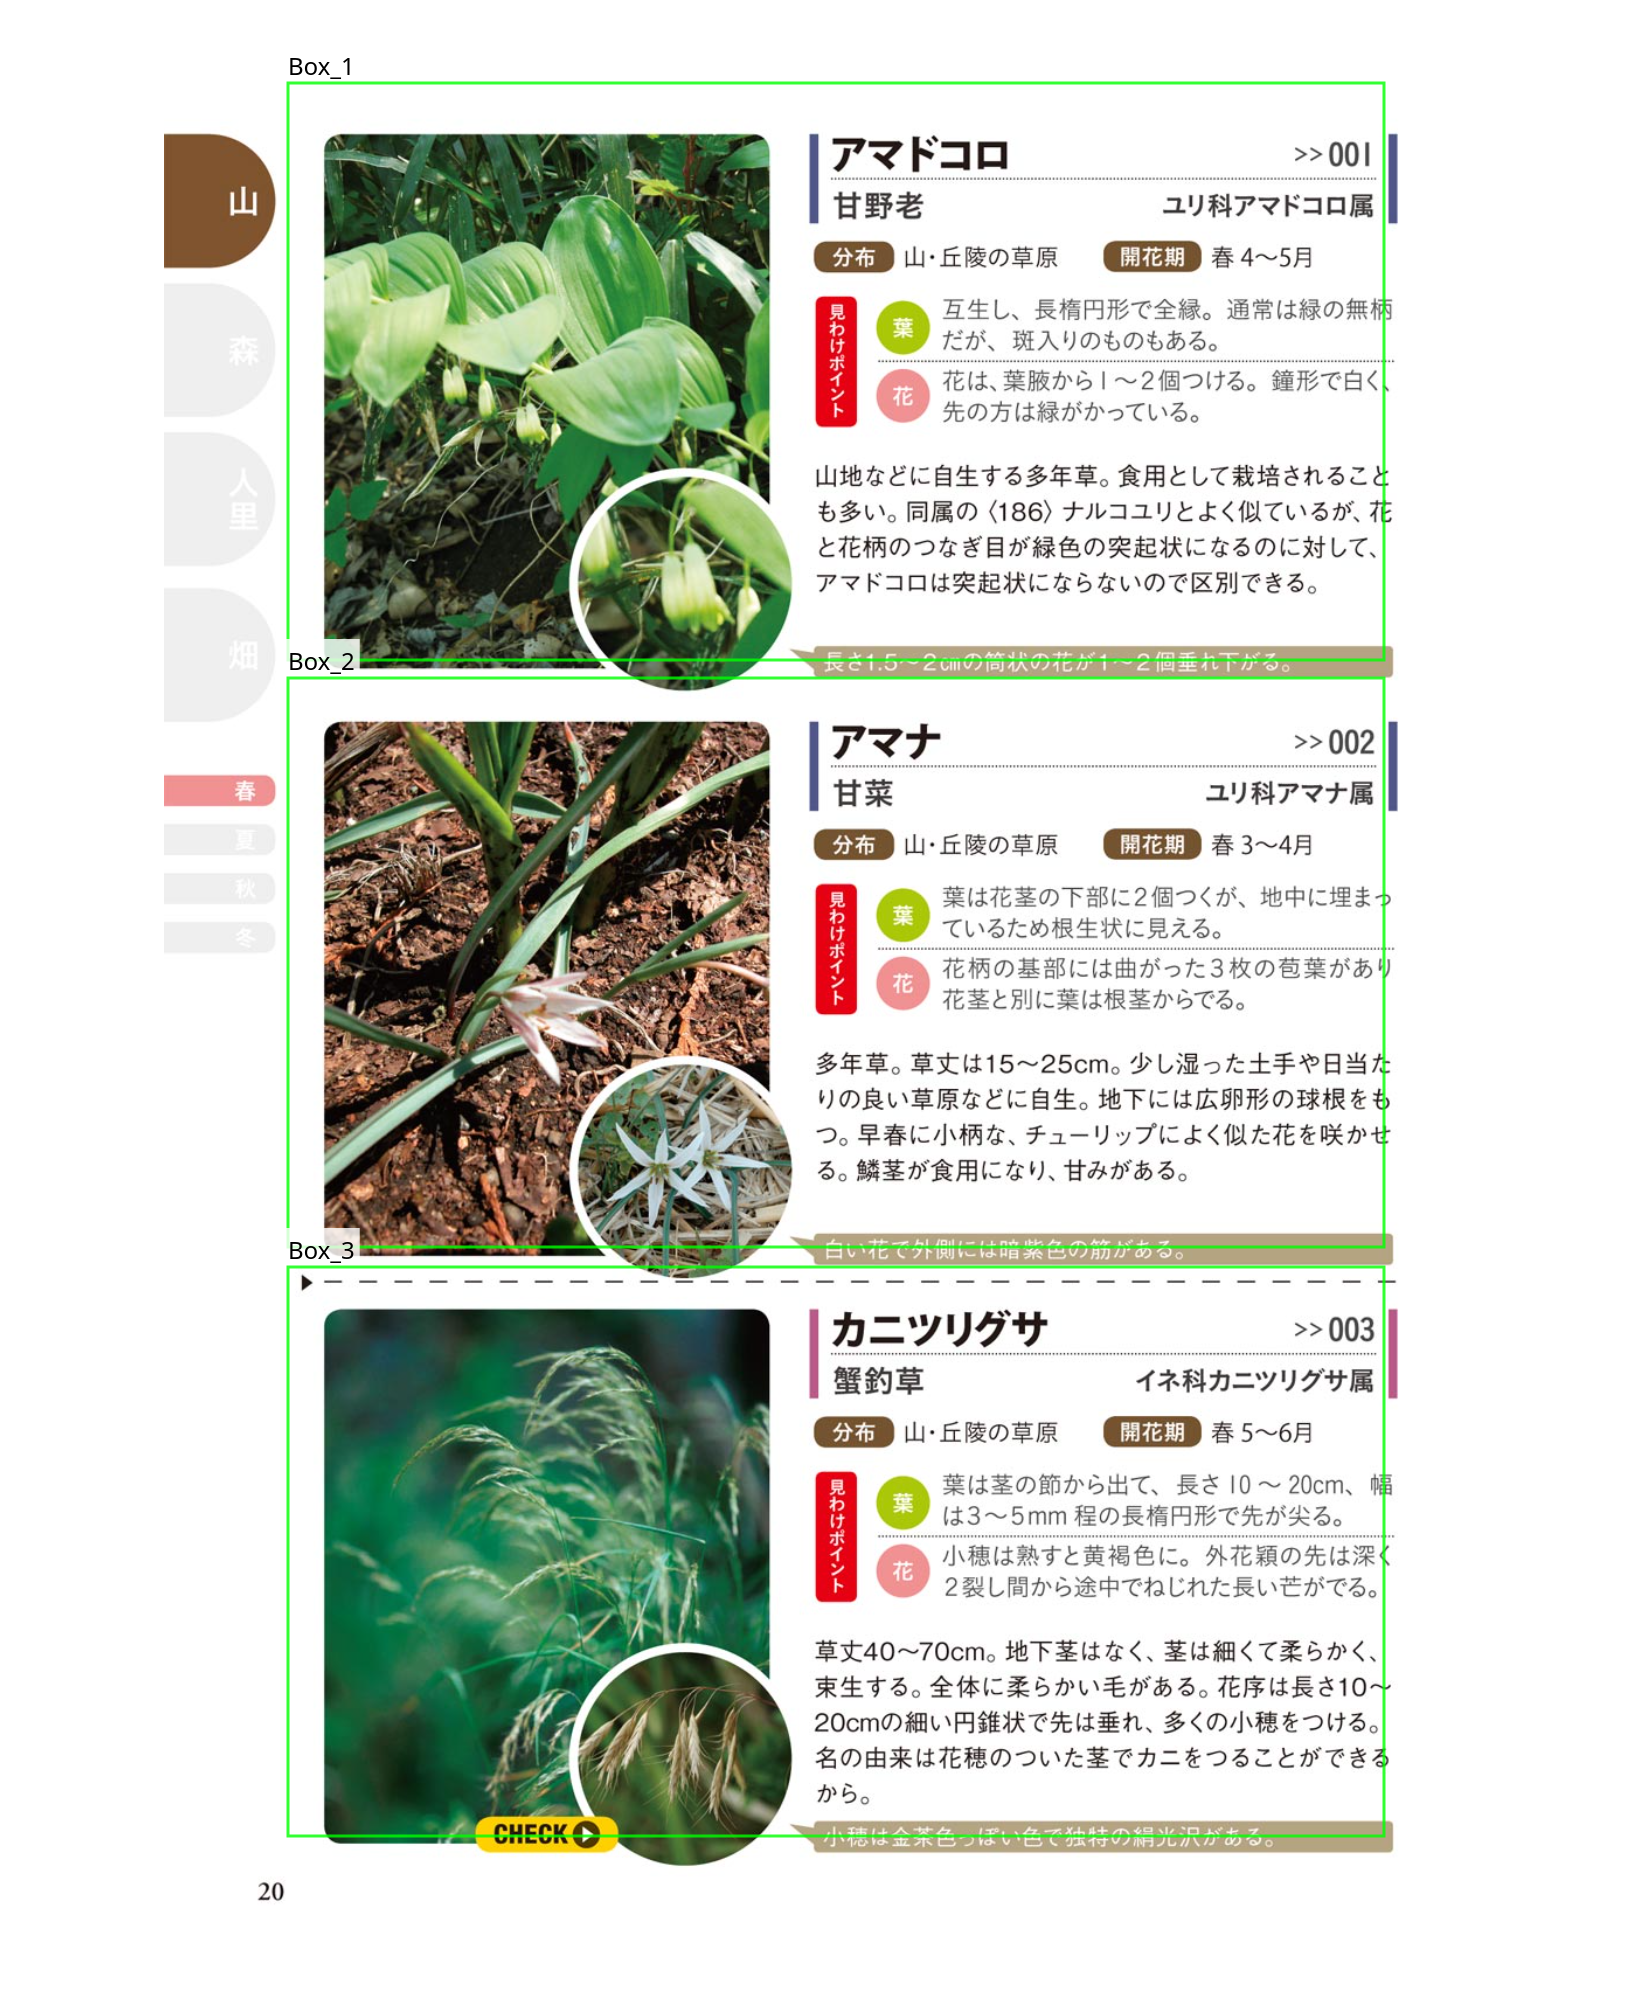 Box_1
山
森
人里
畑
春
夏
秋
冬
アマドコロ >>001
甘野老 ユリ科アマドコロ属
分布 山・丘陵の草原 開花期 春 4〜5月
見わけポイント
葉 互生し、長楕円形で全縁。通常は緑の無柄
だが、斑入りのものもある。
花 花は、葉腋から1〜2個つける。鐘形で白く、
先の方は緑がかっている。
山地などに自生する多年草。食用として栽培されること
も多い。同属の〈186〉ナルコユリとよく似ているが、花
と花柄のつなぎ目が緑色の突起状になるのに対して、
アマドコロは突起状にならないので区別できる。
長さ1.5〜2㎝の筒状の花が1〜2個垂れ下がる。
Box_2
アマナ >>002
甘菜 ユリ科アマナ属
分布 山・丘陵の草原 開花期 春 3〜4月
見わけポイント
葉 葉は花茎の下部に2個つくが、地中に埋まっ
ているため根生状に見える。
花 花柄の基部には曲がった3枚の苞葉があり
花茎と別に葉は根茎からでる。
多年草。草丈は15〜25cm。少し湿った土手や日当た
りの良い草原などに自生。地下には広卵形の球根をも
つ。早春に小柄な、チューリップによく似た花を咲かせ
る。鱗茎が食用になり、甘みがある。
白い花で外側には暗紫色の筋がある。
Box_3
カニツリグサ >>003
蟹釣草 イネ科カニツリグサ属
分布 山・丘陵の草原 開花期 春 5〜6月
見わけポイント
葉 葉は茎の節から出て、長さ10〜20cm、幅
は3〜5mm程の長楕円形で先が尖る。
花 小穂は熟すと黄褐色に。外花穎の先は深く
2裂し間から途中でねじれた長い芒がでる。
草丈40〜70cm。地下茎はなく、茎は細くて柔らかく、
束生する。全体に柔らかい毛がある。花序は長さ10〜
20cmの細い円錐状で先は垂れ、多くの小穂をつける。
名の由来は花穂のついた茎でカニをつることができる
から。
CHECK
小穂は金茶色っぽい色で独特の絹光沢がある。
20